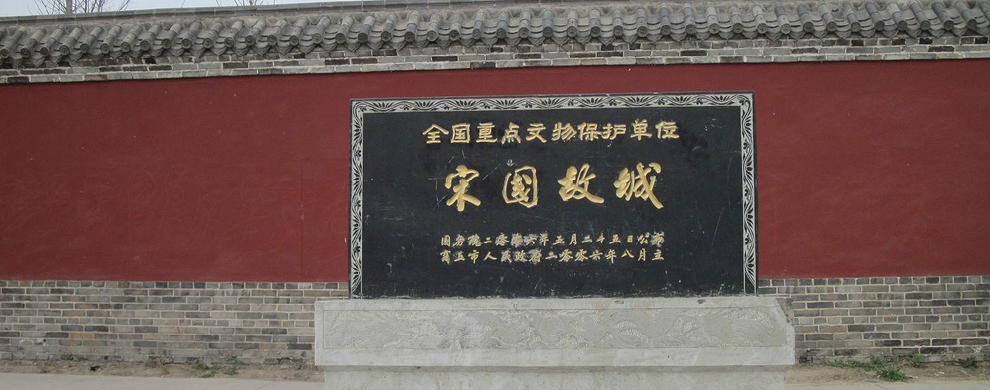 全国重点文物保护单位
宋國故城
国务院二零零六年五月二十五日公布
商丘市人民政府二零零六年八月立